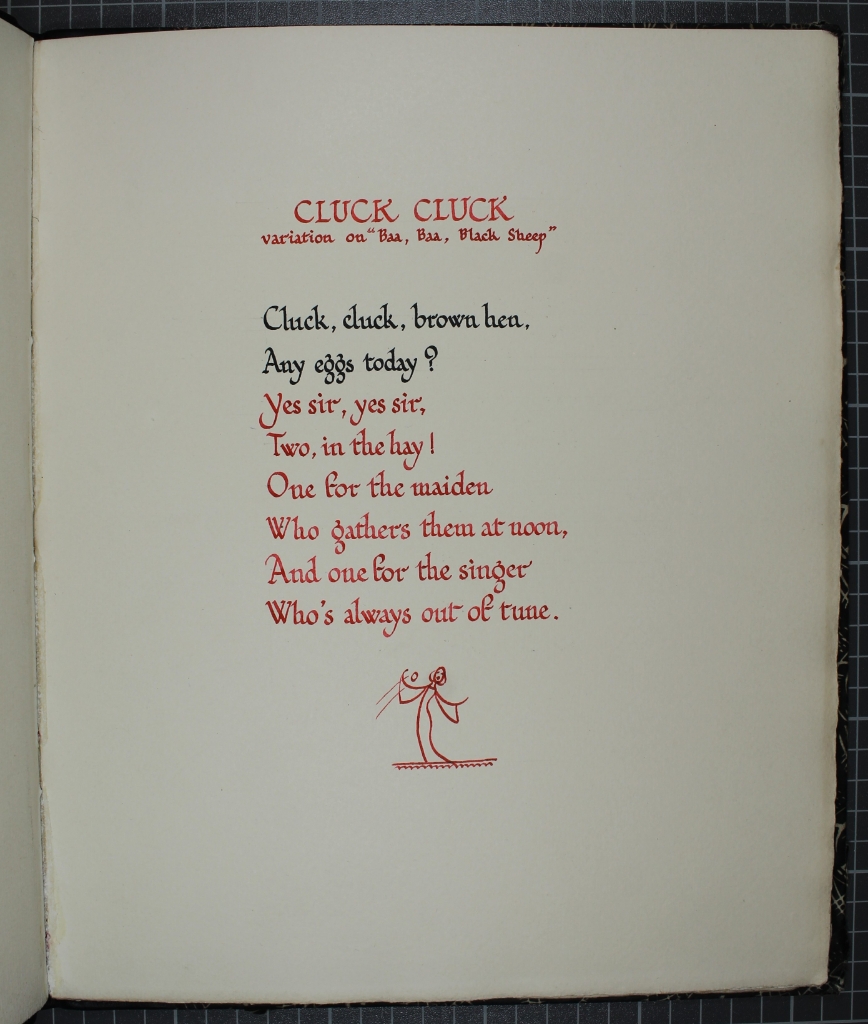 CLUCK CLUCK
variation on "Baa, Baa, Black Sheep"
Cluck, cluck, brown hen,
Any eggs today?
Yes sir, yes sir,
Two, in the hay!
One for the maiden
Who gathers them at noon,
And one for the singer
Who's always out of tune.